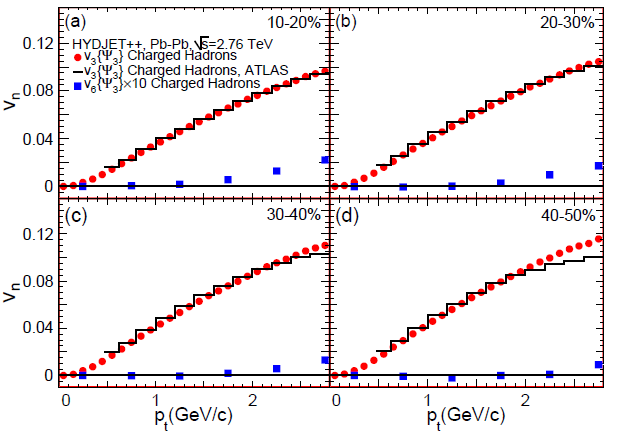 (a) 10-20%
HYDJET++, Pb-Pb, √s=2.76 TeV
v3{Ψ3} Charged Hadrons
v3{Ψ3} Charged Hadrons, ATLAS
v6{Ψ3}×10 Charged Hadrons
(b) 20-30%
vn
0.12
0.08
0.04
0
(c) 30-40%
(d) 40-50%
vn
0.12
0.08
0.04
0
0 1 2
0 1 2
pt(GeV/c)
pt(GeV/c)